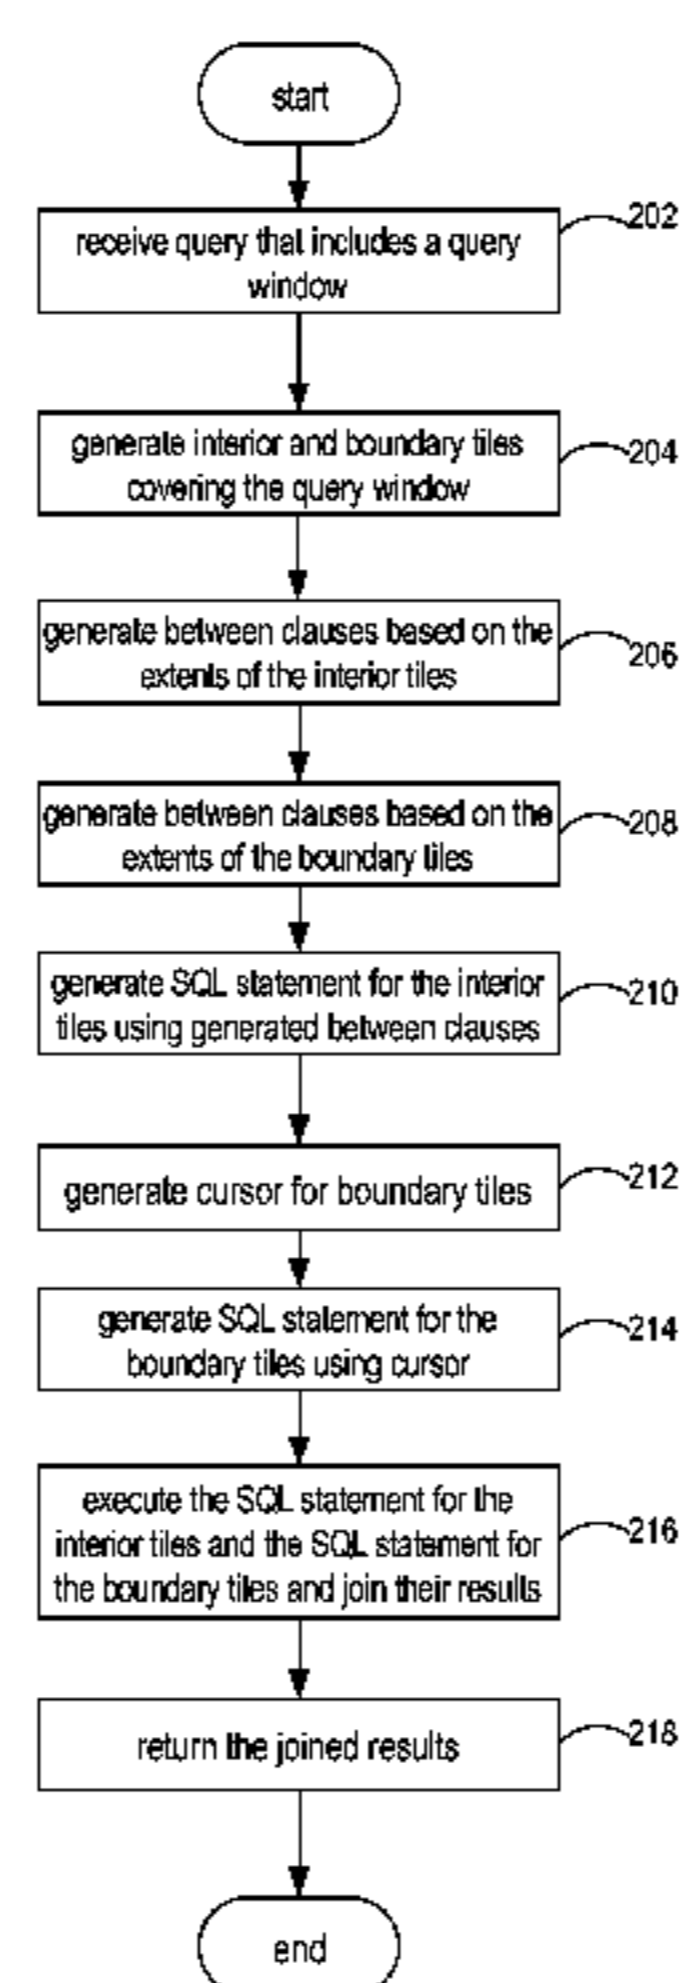 start
receive query that includes a query
window
202
generate interior and boundary tiles
covering the query window
204
generate between clauses based on the
extents of the interior tiles
206
generate between clauses based on the
extents of the boundary tiles
208
generate SQL statement for the interior
tiles using generated between clauses
210
generate cursor for boundary tiles
212
generate SQL statement for the
boundary tiles using cursor
214
execute the SQL statement for the
interior tiles and the SQL statement for
the boundary tiles and join their results
216
return the joined results
218
end